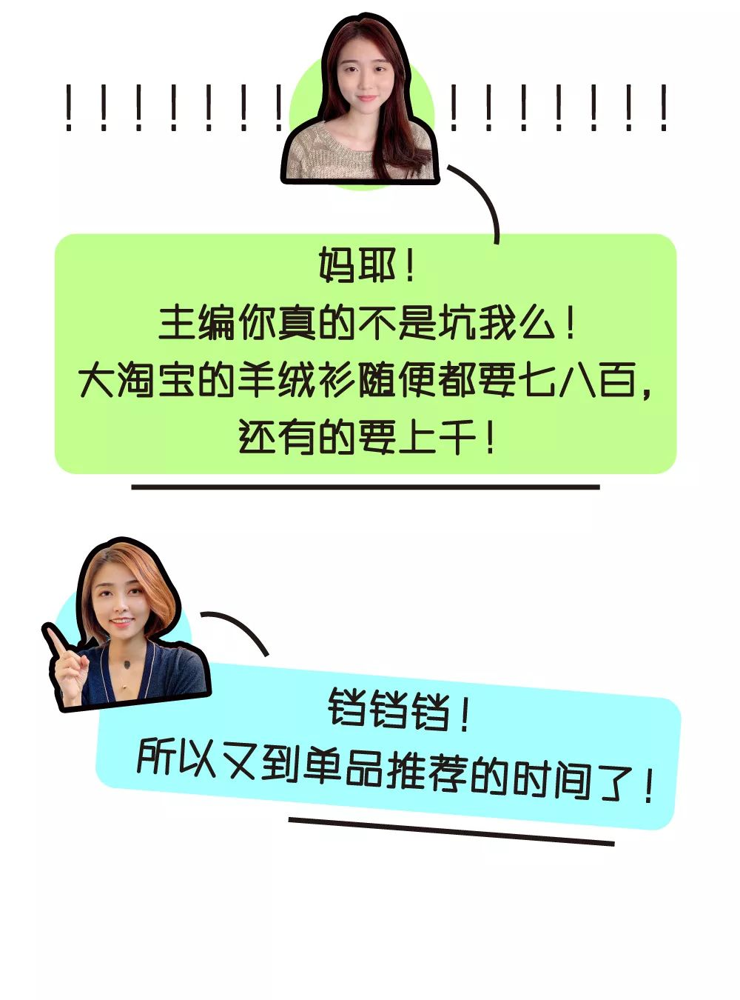 ！！！！！！！ ！！！！！！！
妈耶！
主编你真的不是坑我么！
大淘宝的羊绒衫随便都要七八百，
还有的要上千！
铛铛铛！
所以又到单品推荐的时间了！